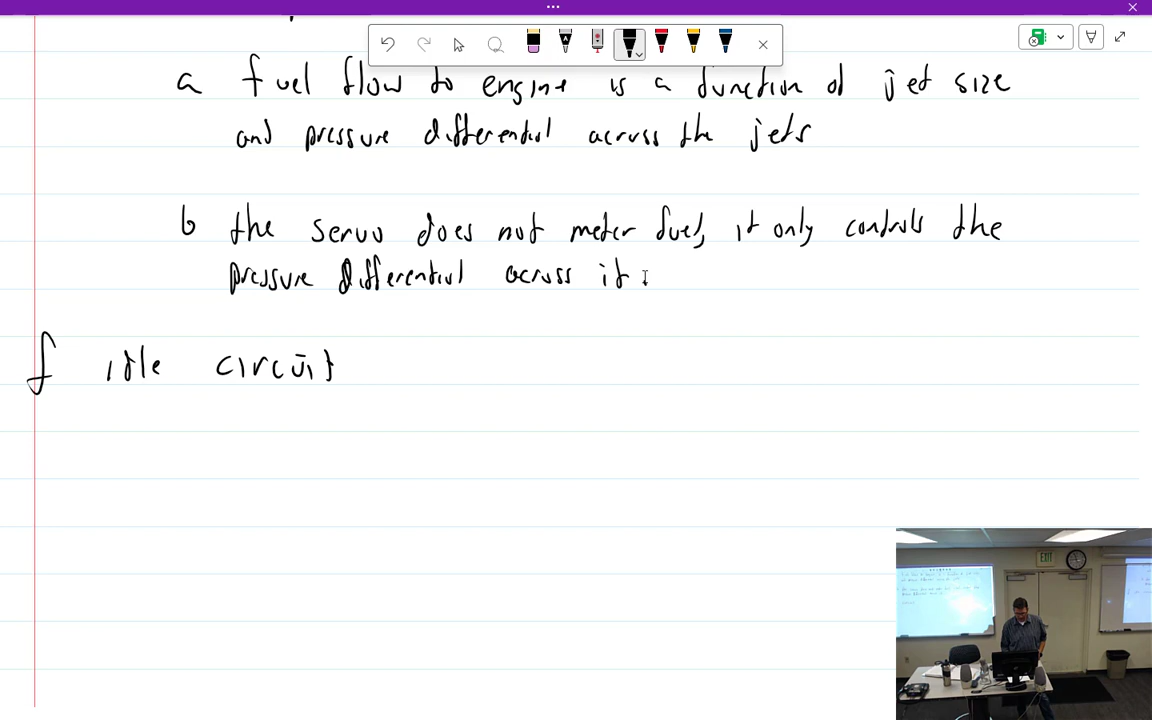 a fuel flow to engine is a function of jet size
and pressure differential across the jets
b the servo does not meter fuel, it only controls the
pressure differential across it
f idle circuit
EXIT